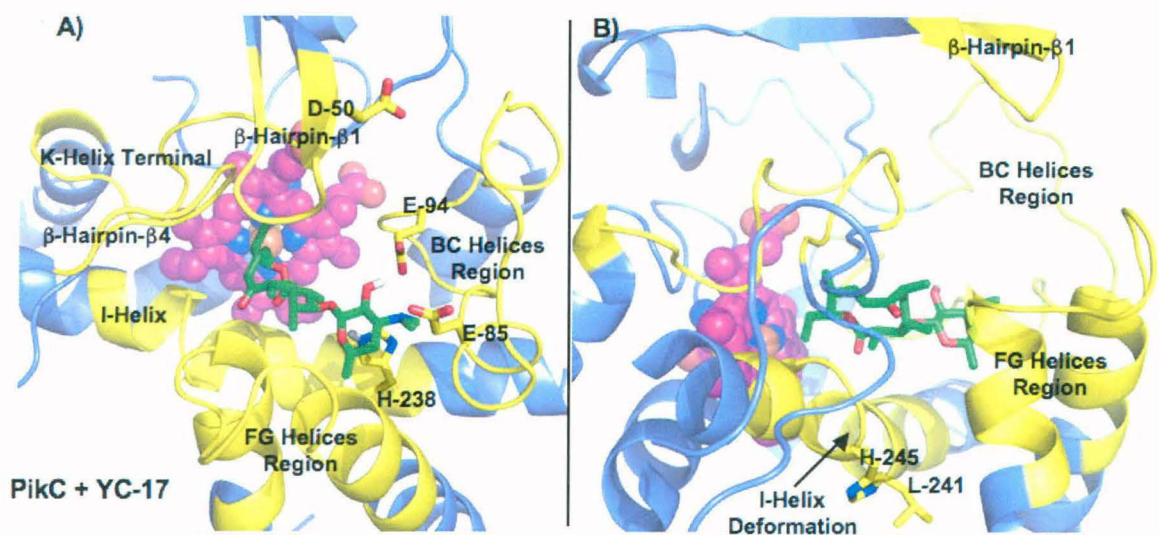 A)
D-50
β-Hairpin-β1
K-Helix Terminal
E-94
β-Hairpin-β4
BC Helices
Region
I-Helix
E-85
H-238
FG Helices
Region
PikC + YC-17
B)
β-Hairpin-β1
BC Helices
Region
FG Helices
Region
H-245
L-241
I-Helix
Deformation